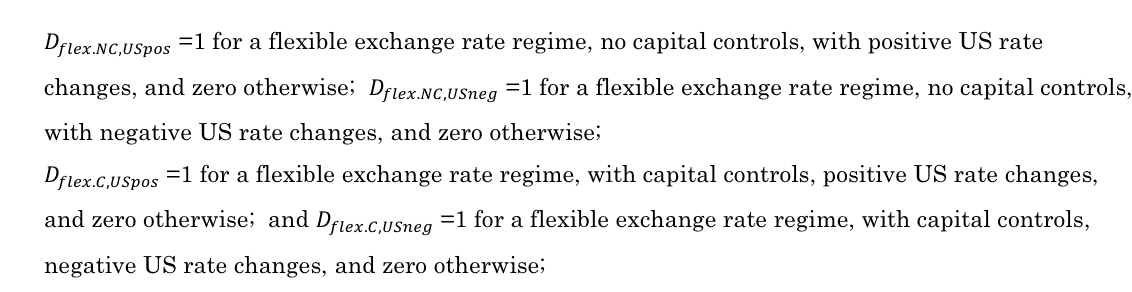 D_{flex.NC,USpos} =1 for a flexible exchange rate regime, no capital controls, with positive US rate
changes, and zero otherwise; D_{flex.NC,USneg} =1 for a flexible exchange rate regime, no capital controls,
with negative US rate changes, and zero otherwise;
D_{flex.C,USpos} =1 for a flexible exchange rate regime, with capital controls, positive US rate changes,
and zero otherwise; and D_{flex.C,USneg} =1 for a flexible exchange rate regime, with capital controls,
negative US rate changes, and zero otherwise;